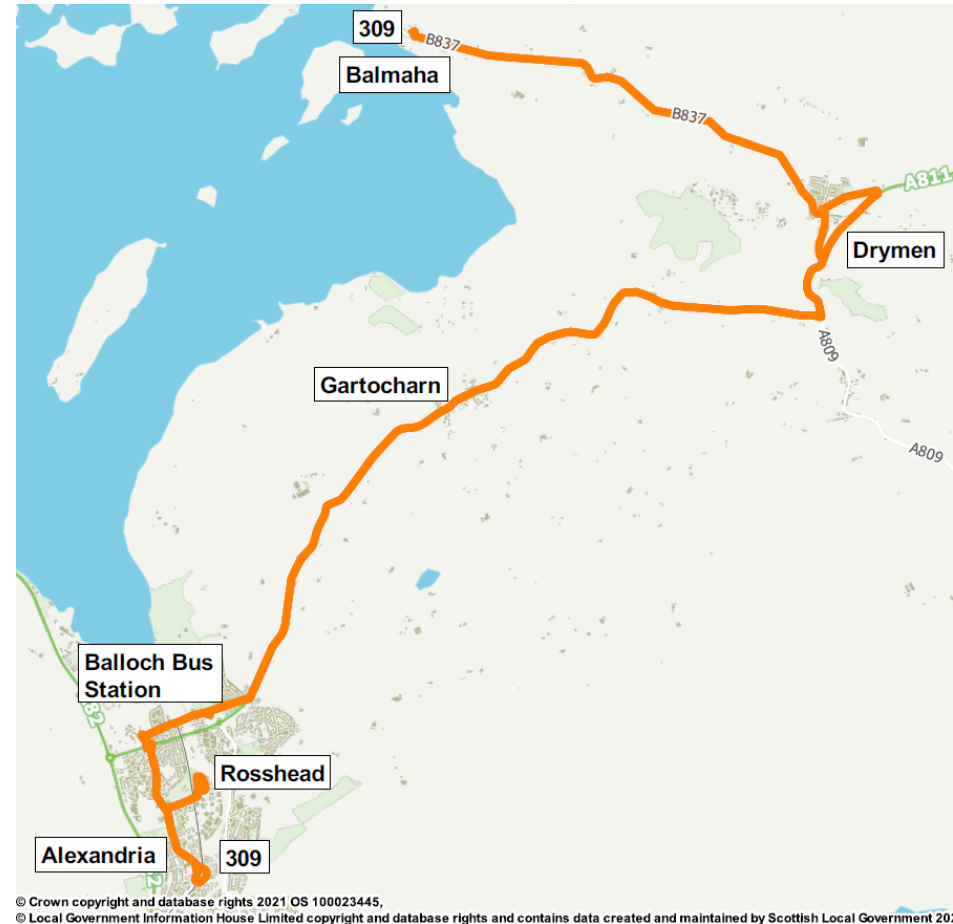 309
B837
Balmaha
B837
A811
Drymen
A809
Gartocharn
A809
Balloch Bus
Station
Rosshead
Alexandria
309
© Crown copyright and database rights 2021 OS 100023445,
© Local Government Information House Limited copyright and database rights and contains data created and maintained by Scottish Local Government